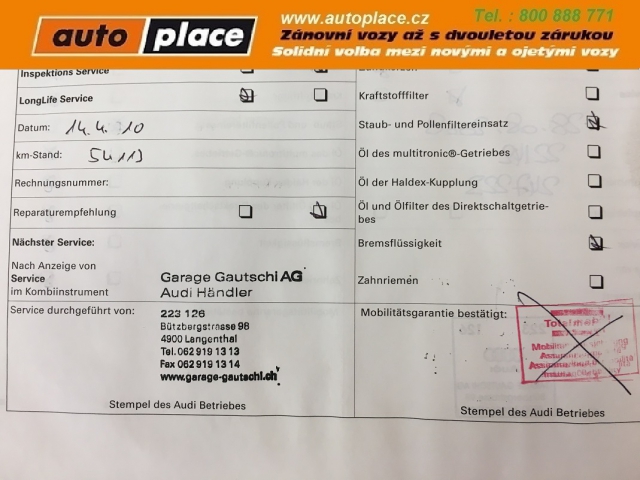 www.autoplace.cz
Tel. : 800 888 771
auto place
Zánovní vozy až s dvouletou zárukou
Solidní volba mezi novými a ojetými vozy
Inspektions Service
LongLife Service
Datum: 14.4.10
km-Stand:
Rechnungsnummer:
Reparaturempfehlung
Nächster Service:
Nach Anzeige von
Service
im Kombiinstrument
Garage Gautschi AG
Audi Händler
Service durchgeführt von:
223 126
Bützbergstrasse 98
4900 Langenthal
Tel. 062 919 13 13
Fax 062 919 13 14
www.garage-gautschi.ch
Stempel des Audi Betriebes
Kraftstofffilter
Staub- und Pollenfiltereinsatz
Öl des multitronic®-Getriebes
Öl der Haldex-Kupplung
Öl und Ölfilter des Direktschaltgetrie-
bes
Bremsflüssigkeit
Zahnriemen
Mobilitätsgarantie bestätigt:
Stempel des Audi Betriebes